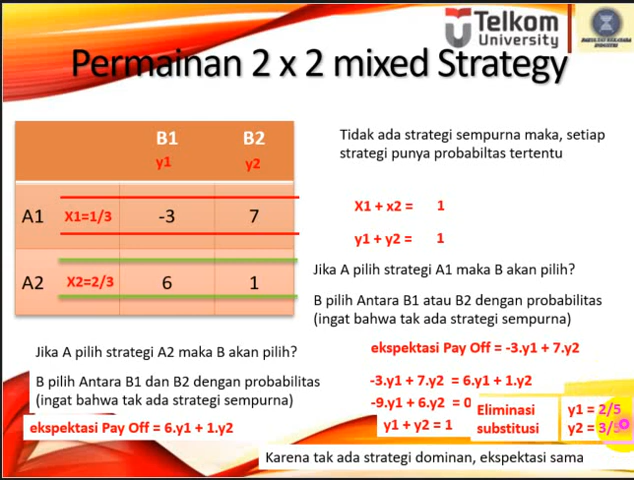 Telkom
University
Permainan 2 x 2 mixed Strategy
B1 B2
y1 y2
A1 X1=1/3 -3 7
A2 X2=2/3 6 1
Tidak ada strategi sempurna maka, setiap
strategi punya probabiltas tertentu
X1 + x2 = 1
y1 + y2 = 1
Jika A pilih strategi A1 maka B akan pilih?
B pilih Antara B1 atau B2 dengan probabilitas
(ingat bahwa tak ada strategi sempurna)
ekspektasi Pay Off = -3.y1 + 7.y2
Jika A pilih strategi A2 maka B akan pilih?
B pilih Antara B1 dan B2 dengan probabilitas
(ingat bahwa tak ada strategi sempurna)
ekspektasi Pay Off = 6.y1 + 1.y2
-3.y1 + 7.y2 = 6.y1 + 1.y2
-9.y1 + 6.y2 = 0
y1 + y2 = 1
Eliminasi
substitusi
y1 = 2/5
y2 = 3/5
Karena tak ada strategi dominan, ekspektasi sama